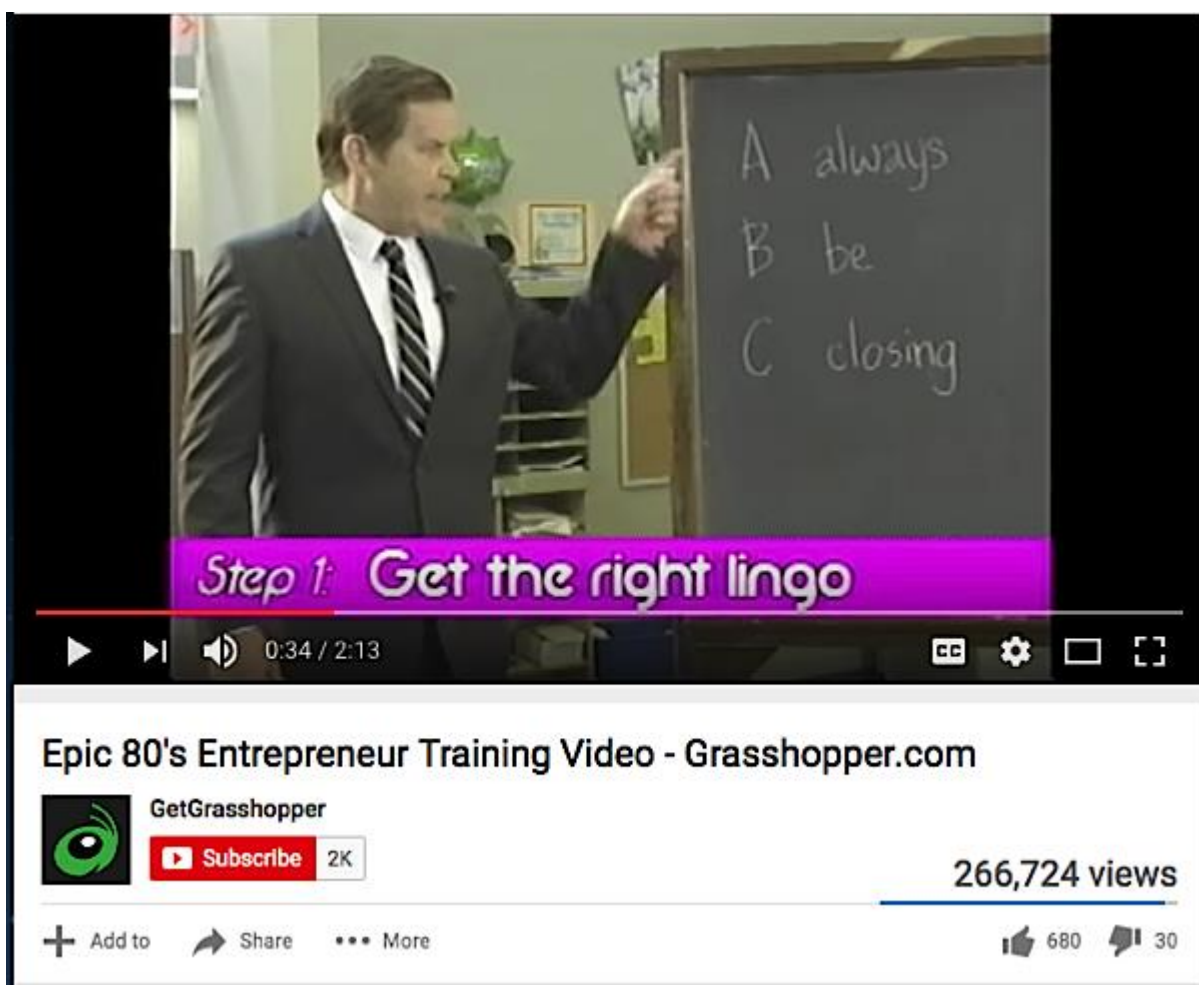 A always
B be
C closing
Step 1: Get the right lingo
0:34 / 2:13
CC
Epic 80's Entrepreneur Training Video - Grasshopper.com
GetGrasshopper
Subscribe 2K
266,724 views
Add to Share More
680 30